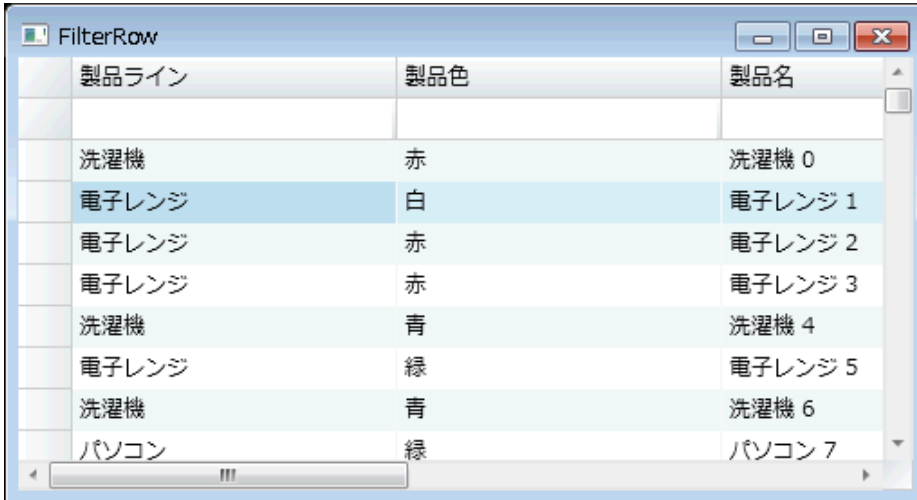 FilterRow
製品ライン 製品色 製品名
洗濯機 赤 洗濯機 0
電子レンジ 白 電子レンジ 1
電子レンジ 赤 電子レンジ 2
電子レンジ 赤 電子レンジ 3
洗濯機 青 洗濯機 4
電子レンジ 緑 電子レンジ 5
洗濯機 青 洗濯機 6
パソコン 緑 パソコン 7